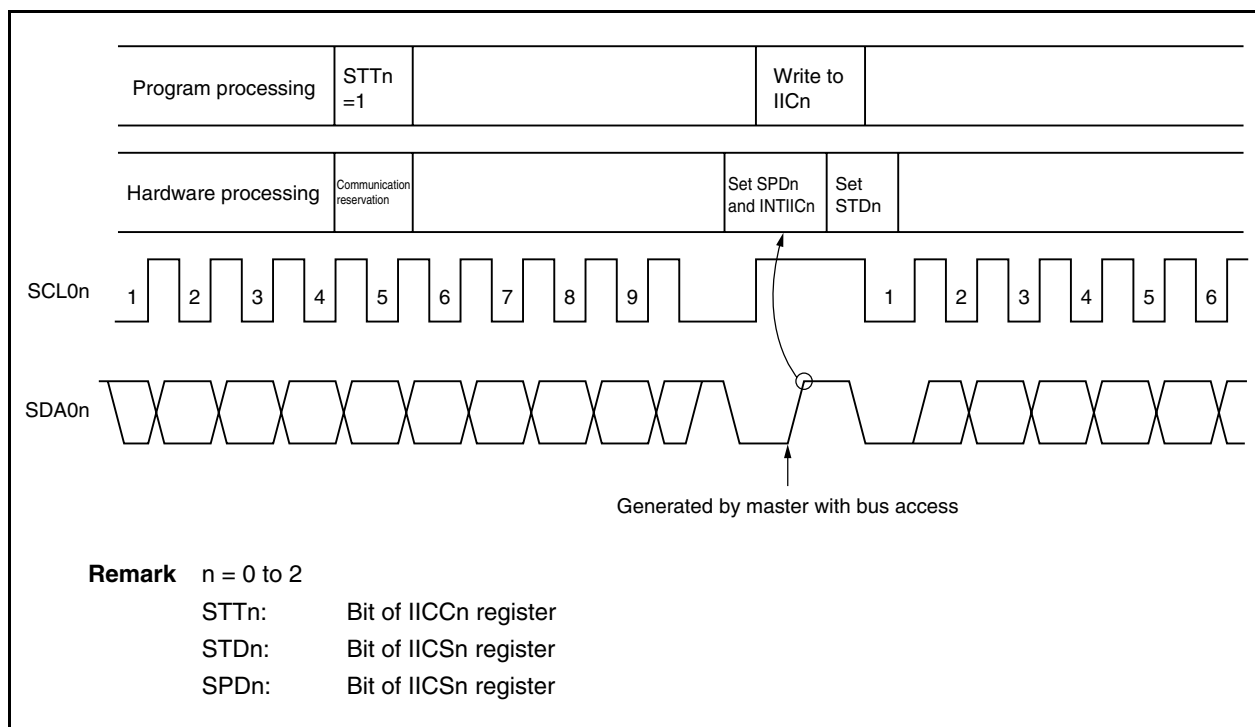 Program processing
STTn
=1
Write to
IICn
Hardware processing
Communication
reservation
Set SPDn
and INTIICn
Set
STDn
SCL0n
1 2 3 4 5 6 7 8 9 1 2 3 4 5 6
SDA0n
Generated by master with bus access
Remark n = 0 to 2
STTn: Bit of IICCn register
STDn: Bit of IICSn register
SPDn: Bit of IICSn register